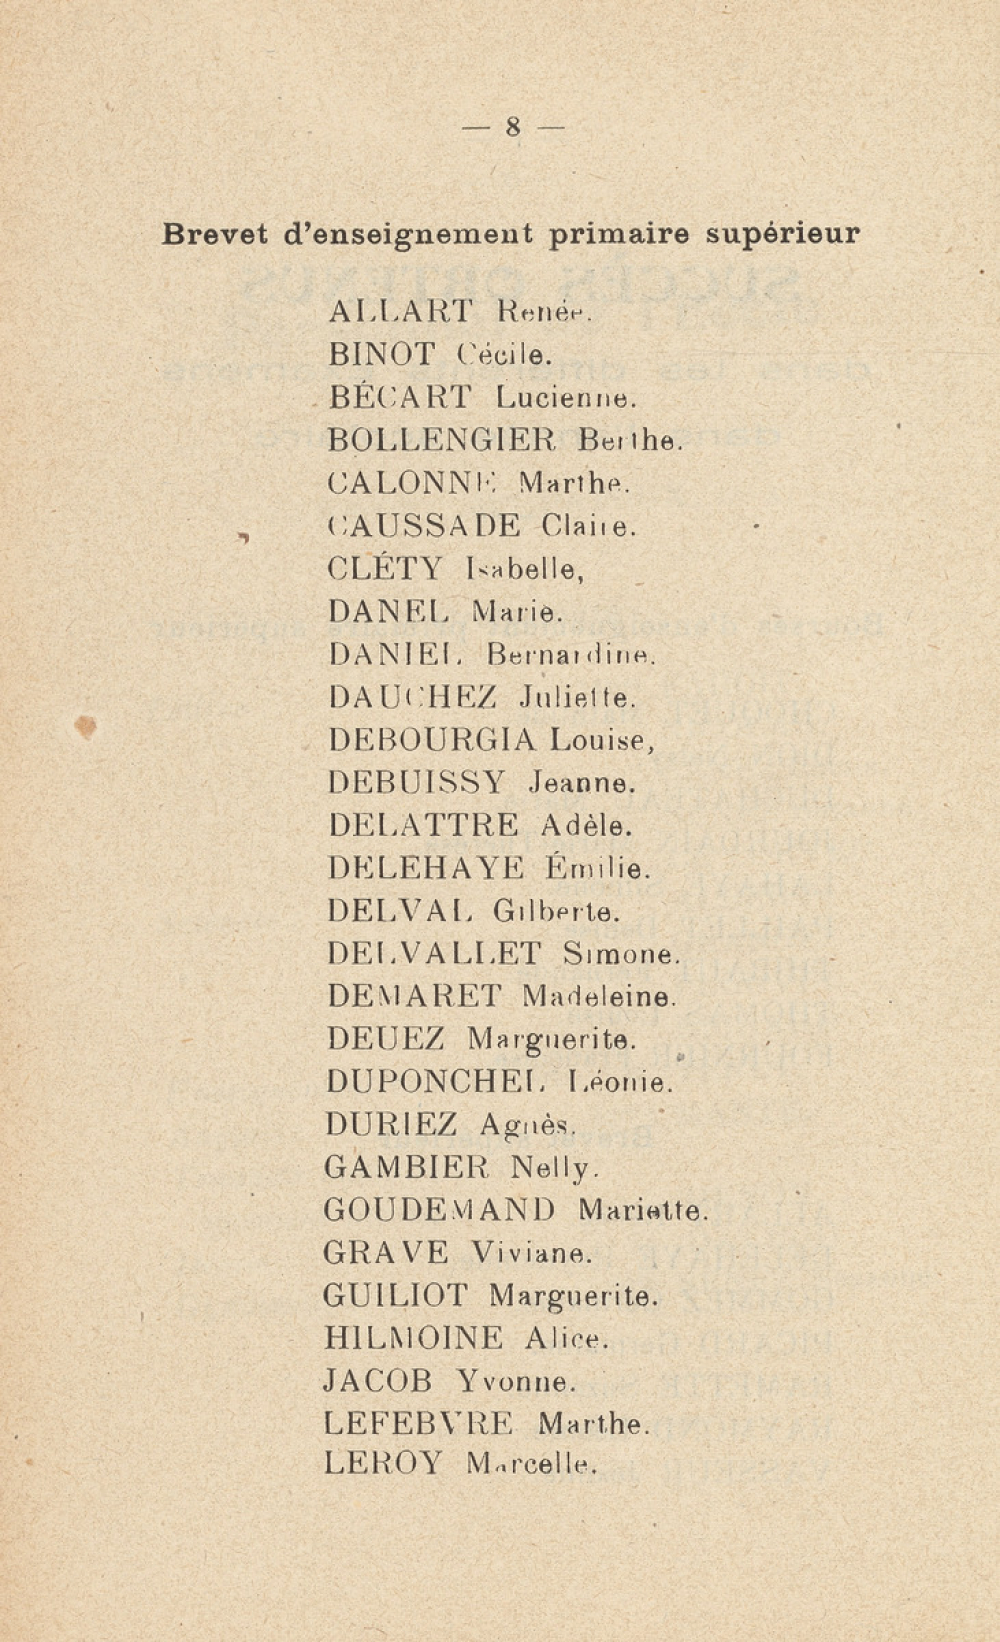 — 8 —
Brevet d'enseignement primaire supérieur
ALLART Renée.
BINOT Cécile.
BÉCART Lucienne.
BOLLENGIER Berthe.
CALONNE Marthe.
CAUSSADE Claire.
CLÉTY Isabelle,
DANEL Marie.
DANIEL Bernardine.
DAUCHEZ Juliette.
DEBOURGIA Louise,
DEBUISSY Jeanne.
DELATTRE Adèle.
DELEHAYE Émilie.
DELVAL Gilberte.
DELVALLET Simone.
DEMARET Madeleine.
DEUEZ Marguerite.
DUPONCHEL Léonie.
DURIEZ Agnès.
GAMBIER Nelly.
GOUDEMAND Mariette.
GRAVE Viviane.
GUILIOT Marguerite.
HILMOINE Alice.
JACOB Yvonne.
LEFEBVRE Marthe.
LEROY Marcelle.